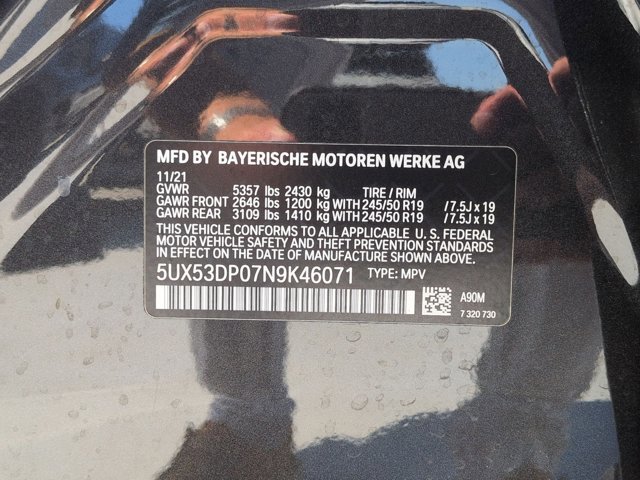 MFD BY BAYERISCHE MOTOREN WERKE AG
11/21
GVWR 5357 lbs 2430 kg TIRE / RIM
GAWR FRONT 2646 lbs 1200 kg WITH 245/50 R19 / 7.5J x 19
GAWR REAR 3109 lbs 1410 kg WITH 245/50 R19 / 7.5J x 19
THIS VEHICLE CONFORMS TO ALL APPLICABLE U. S. FEDERAL
MOTOR VEHICLE SAFETY AND THEFT PREVENTION STANDARDS
IN EFFECT ON THE DATE OF MANUFACTURE SHOWN ABOVE.
5UX53DP07N9K46071 TYPE: MPV
A90M
7 320 730